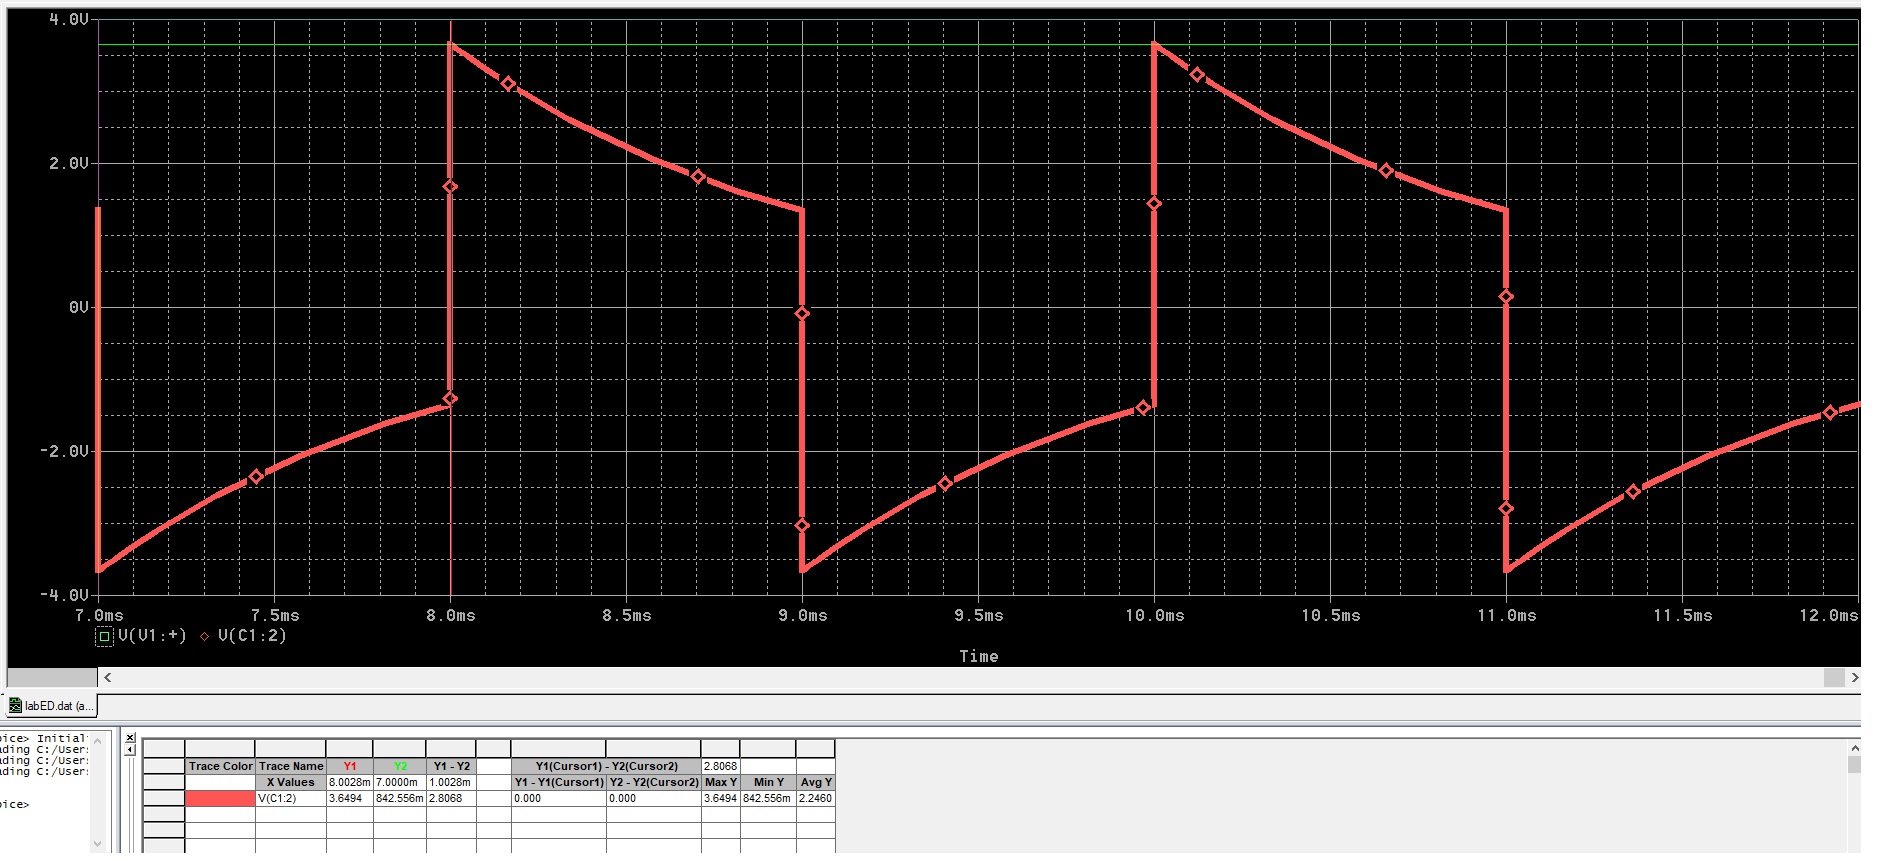 4.0V
2.0V
0V
-2.0V
-4.0V
7.0ms 7.5ms 8.0ms 8.5ms 9.0ms 9.5ms 10.0ms 10.5ms 11.0ms 11.5ms 12.0ms
V(V1:+) V(C1:2)
Time
labED.dat (a...
Trace Color Trace Name Y1 Y2 Y1 - Y2 Y1(Cursor1) - Y2(Cursor2) 2.8068
X Values 8.0028m 7.0000m 1.0028m Y1 - Y1(Cursor1) Y2 - Y2(Cursor2) Max Y Min Y Avg Y
V(C1:2) 3.6494 842.556m 2.8068 0.000 0.000 3.6494 842.556m 2.2460
pice> Initial
ading C:/User
ading C:/User
ading C:/User
pice>